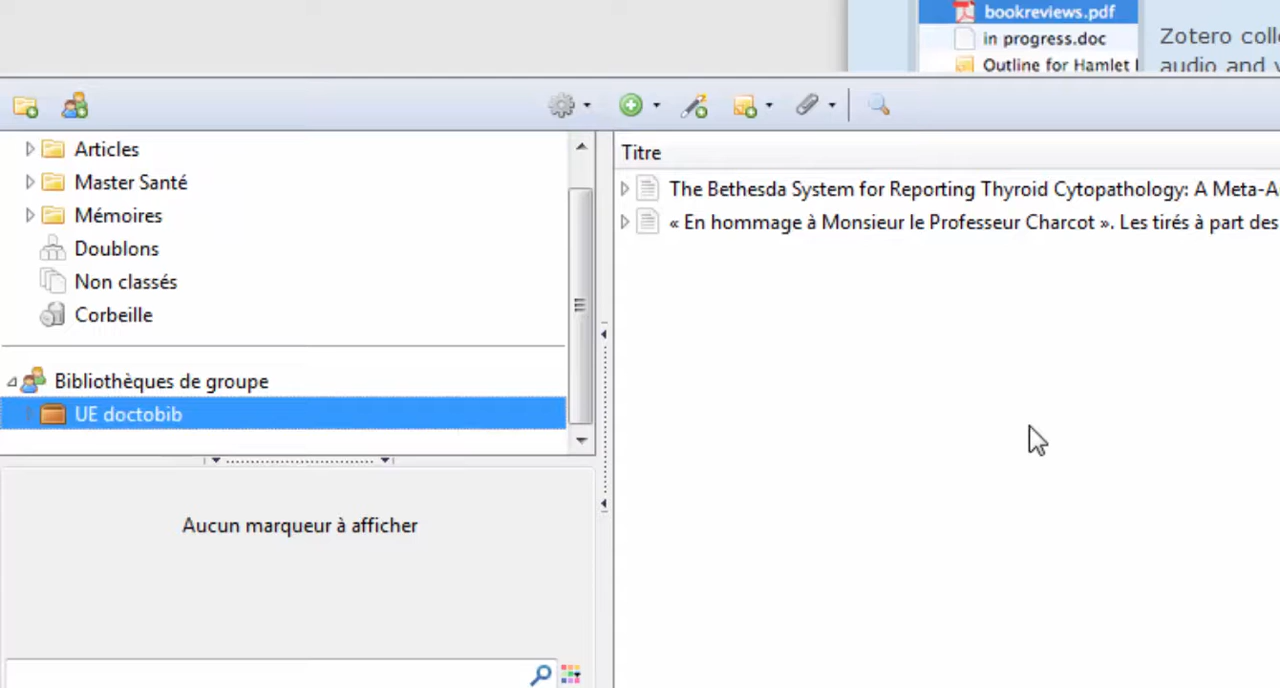 bookreviews.pdf
in progress.doc
Outline for Hamlet
Zotero coll
audio and
Articles
Master Santé
Mémoires
Doublons
Non classés
Corbeille
Bibliothèques de groupe
UE doctobib
Aucun marqueur à afficher
Titre
The Bethesda System for Reporting Thyroid Cytopathology: A Meta-A
« En hommage à Monsieur le Professeur Charcot ». Les tirés à part des